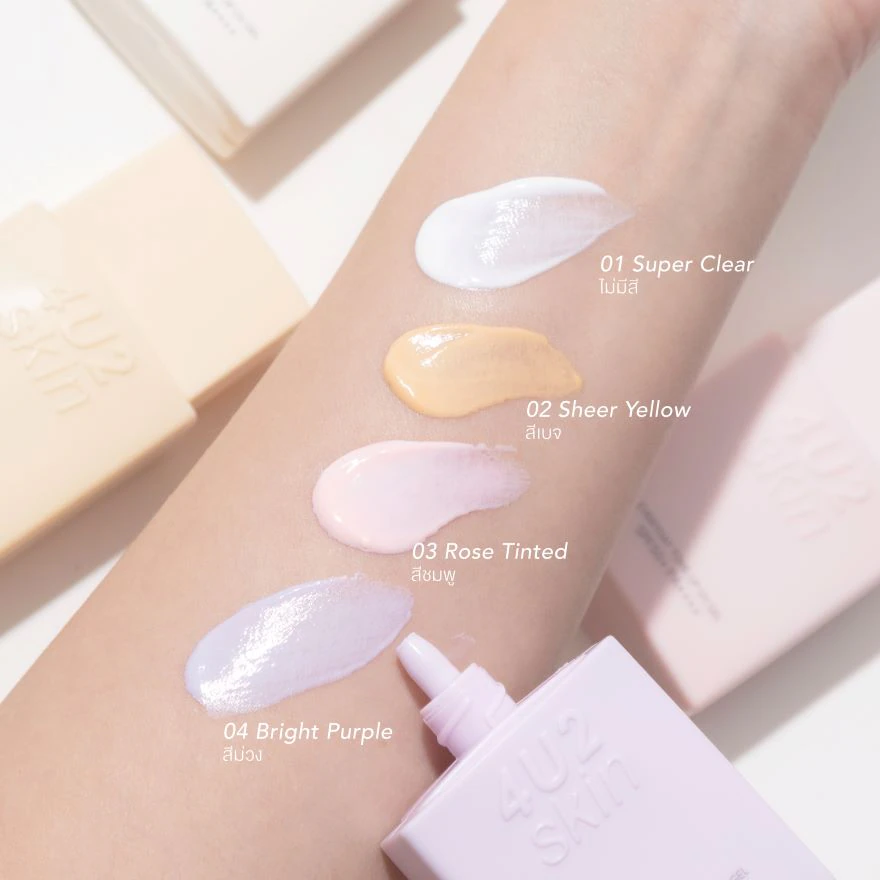 01 Super Clear
ไม่มีสี
4U2
skin
02 Sheer Yellow
สีเบจ
4U2
skin
03 Rose Tinted
สีชมพู
04 Bright Purple
สีม่วง
4U2
skin
GEL